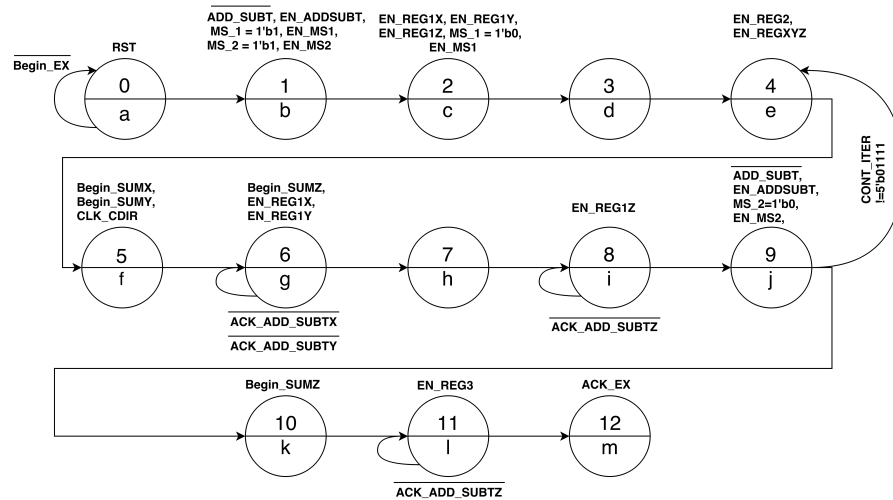 RST
Begin_EX
0
a
ADD_SUBT, EN_ADDSUBT,
MS_1 = 1'b1, EN_MS1,
MS_2 = 1'b1, EN_MS2
1
b
EN_REG1X, EN_REG1Y,
EN_REG1Z, MS_1 = 1'b0,
EN_MS1
2
c
3
d
EN_REG2,
EN_REGXYZ
4
e
CONT_ITER
!=5'b01111
Begin_SUMX,
Begin_SUMY,
CLK_CDIR
5
f
Begin_SUMZ,
EN_REG1X,
EN_REG1Y
6
g
ACK_ADD_SUBTX
ACK_ADD_SUBTY
7
h
EN_REG1Z
8
i
ACK_ADD_SUBTZ
ADD_SUBT,
EN_ADDSUBT,
MS_2=1'b0,
EN_MS2,
9
j
Begin_SUMZ
10
k
EN_REG3
11
l
ACK_ADD_SUBTZ
ACK_EX
12
m